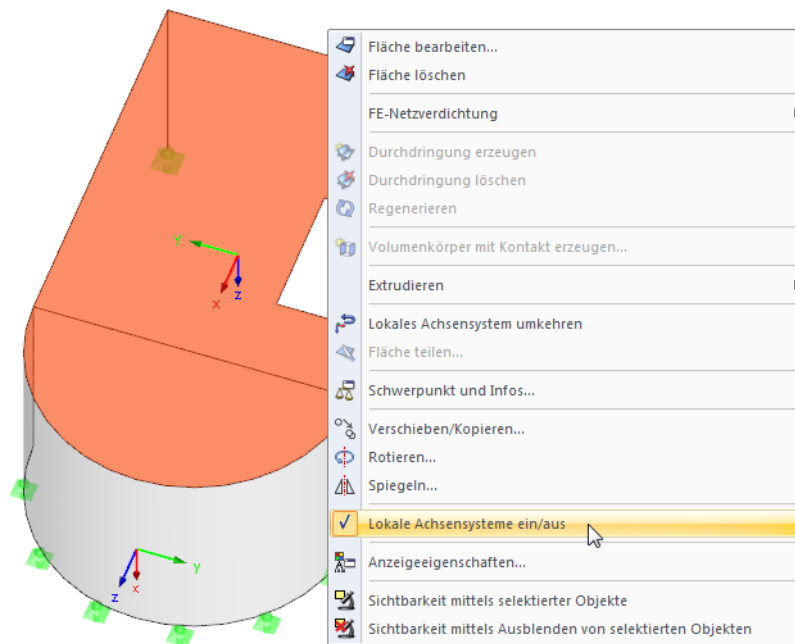 Fläche bearbeiten...
Fläche löschen
FE-Netzverdichtung
Durchdringung erzeugen
Durchdringung löschen
Regenerieren
Volumenkörper mit Kontakt erzeugen...
Extrudieren
Lokales Achsensystem umkehren
Fläche teilen...
Schwerpunkt und Infos...
Verschieben/Kopieren...
Rotieren...
Spiegeln...
Lokale Achsensysteme ein/aus
Anzeigeeigenschaften...
Sichtbarkeit mittels selektierter Objekte
Sichtbarkeit mittels Ausblenden von selektierten Objekten
Y
X
Z
Y
Z
X